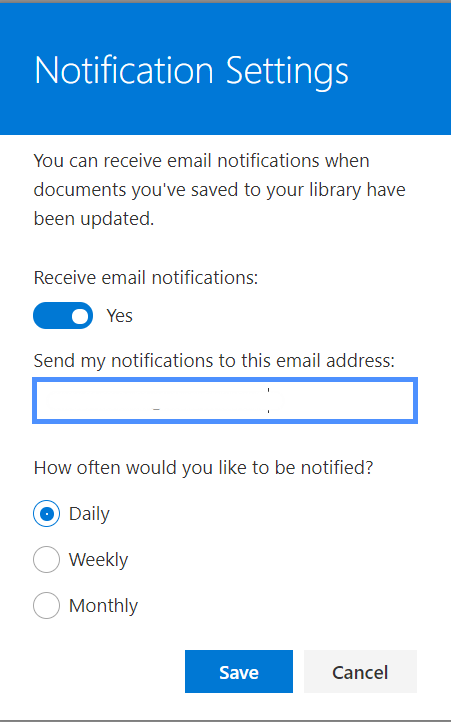 Notification Settings
You can receive email notifications when
documents you've saved to your library have
been updated.
Receive email notifications:
Yes
Send my notifications to this email address:
How often would you like to be notified?
Daily
Weekly
Monthly
Save
Cancel